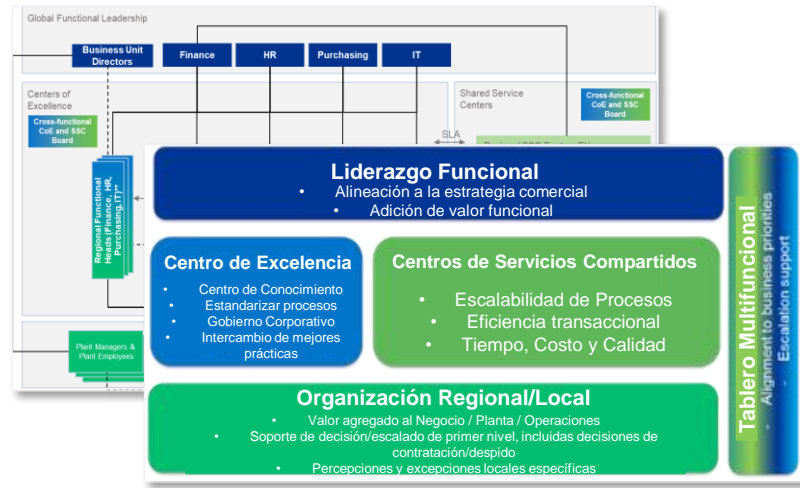 Global Functional Leadership
Business Unit
Directors
Finance
HR
Purchasing
IT
Centers of
Excellence
Cross-functional
CoE and SSC
Board
Shared Service
Centers
Cross-functional
CoE and SSC
Board
SLA
Regional Functional
Heads (Finance, HR,
Purchasing, IT)**
Plant Managers &
Plant Employees
Liderazgo Funcional
• Alineación a la estrategia comercial
• Adición de valor funcional
Centro de Excelencia
• Centro de Conocimiento
• Estandarizar procesos
• Gobierno Corporativo
• Intercambio de mejores
prácticas
Centros de Servicios Compartidos
• Escalabilidad de Procesos
• Eficiencia transaccional
• Tiempo, Costo y Calidad
Organización Regional/Local
• Valor agregado al Negocio / Planta / Operaciones
• Soporte de decisión/escalado de primer nivel, incluidas decisiones de
contratación/despido
• Percepciones y excepciones locales específicas
Tablero Multifuncional
- Alignment to business priorities
- Escalation support